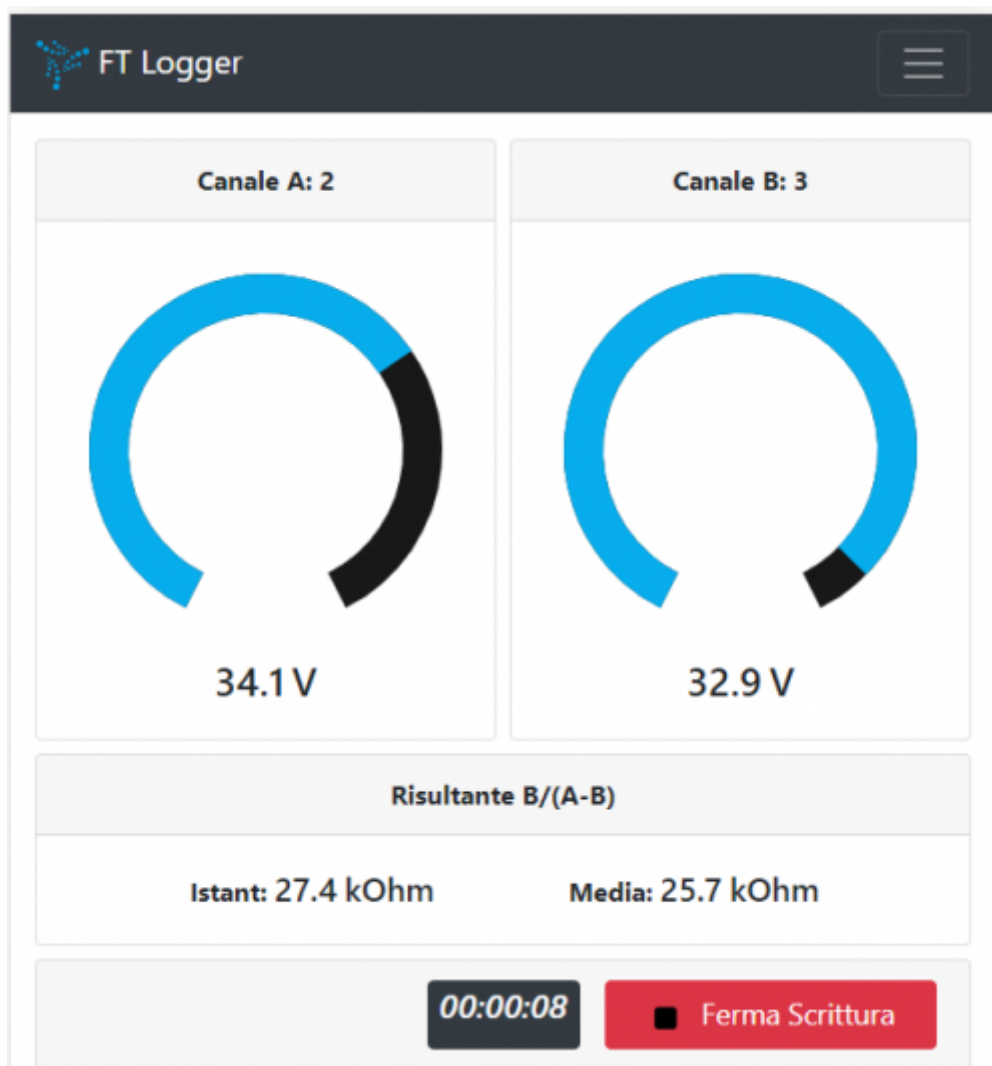 FT Logger
Canale A: 2
Canale B: 3
34.1 V
32.9 V
Risultante B/(A-B)
Istant: 27.4 kOhm
Media: 25.7 kOhm
00:00:08
Ferma Scrittura